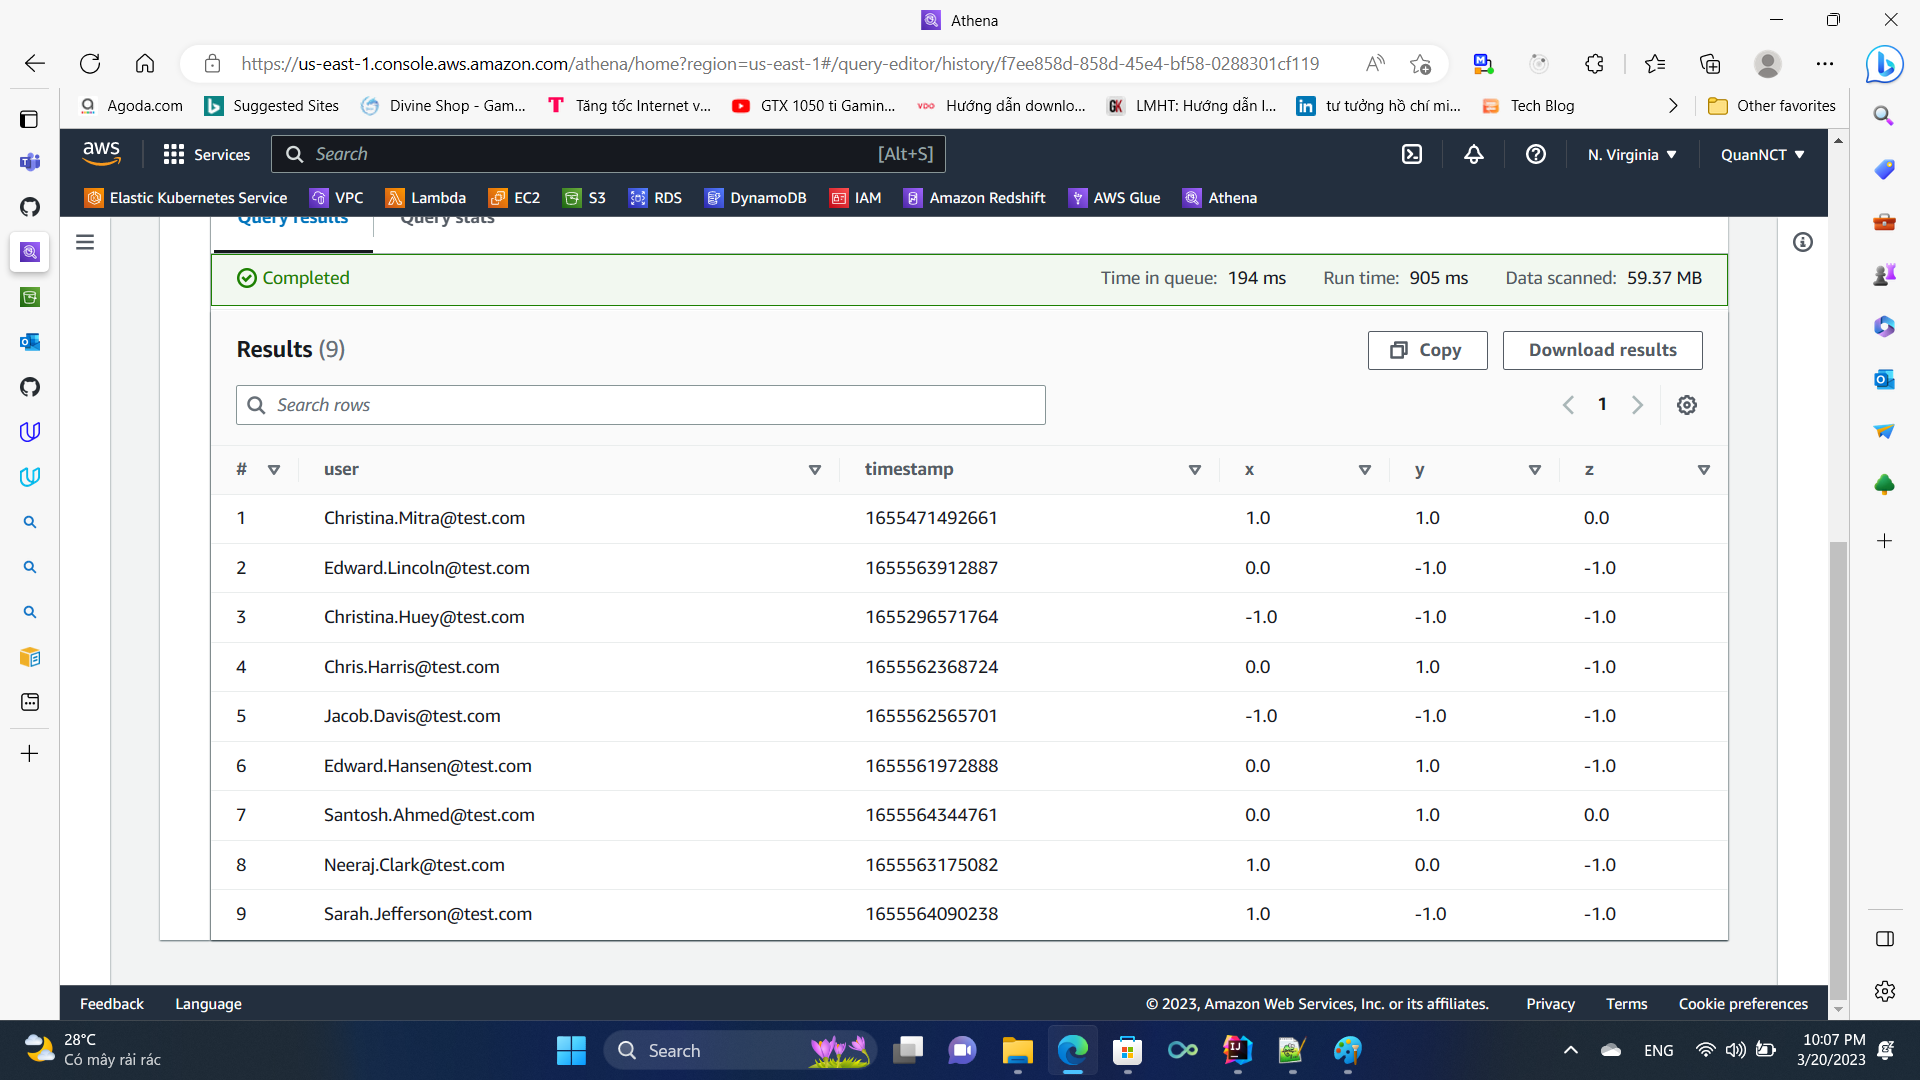 Athena
https://us-east-1.console.aws.amazon.com/athena/home?region=us-east-1#/query-editor/history/f7ee858d-858d-45e4-bf58-0288301cf119
Agoda.com Suggested Sites Divine Shop - Gam... Tăng tốc Internet v... GTX 1050 ti Gamin... VDO Hướng dẫn downlo... GK LMHT: Hướng dẫn l... tư tưởng hồ chí mi... Tech Blog Other favorites
aws Services Search [Alt+S] N. Virginia QuanNCT
Elastic Kubernetes Service VPC Lambda EC2 S3 RDS DynamoDB IAM Amazon Redshift AWS Glue Athena
Query results Query stats
Completed Time in queue: 194 ms Run time: 905 ms Data scanned: 59.37 MB
Results (9) Copy Download results
Search rows 1
# user timestamp x y z
1 Christina.Mitra@test.com 1655471492661 1.0 1.0 0.0
2 Edward.Lincoln@test.com 1655563912887 0.0 -1.0 -1.0
3 Christina.Huey@test.com 1655296571764 -1.0 -1.0 -1.0
4 Chris.Harris@test.com 1655562368724 0.0 1.0 -1.0
5 Jacob.Davis@test.com 1655562565701 -1.0 -1.0 -1.0
6 Edward.Hansen@test.com 1655561972888 0.0 1.0 -1.0
7 Santosh.Ahmed@test.com 1655564344761 0.0 1.0 0.0
8 Neeraj.Clark@test.com 1655563175082 1.0 0.0 -1.0
9 Sarah.Jefferson@test.com 1655564090238 1.0 -1.0 -1.0
Feedback Language © 2023, Amazon Web Services, Inc. or its affiliates. Privacy Terms Cookie preferences
28°C
Có mây rải rác
Search
ENG
10:07 PM
3/20/2023